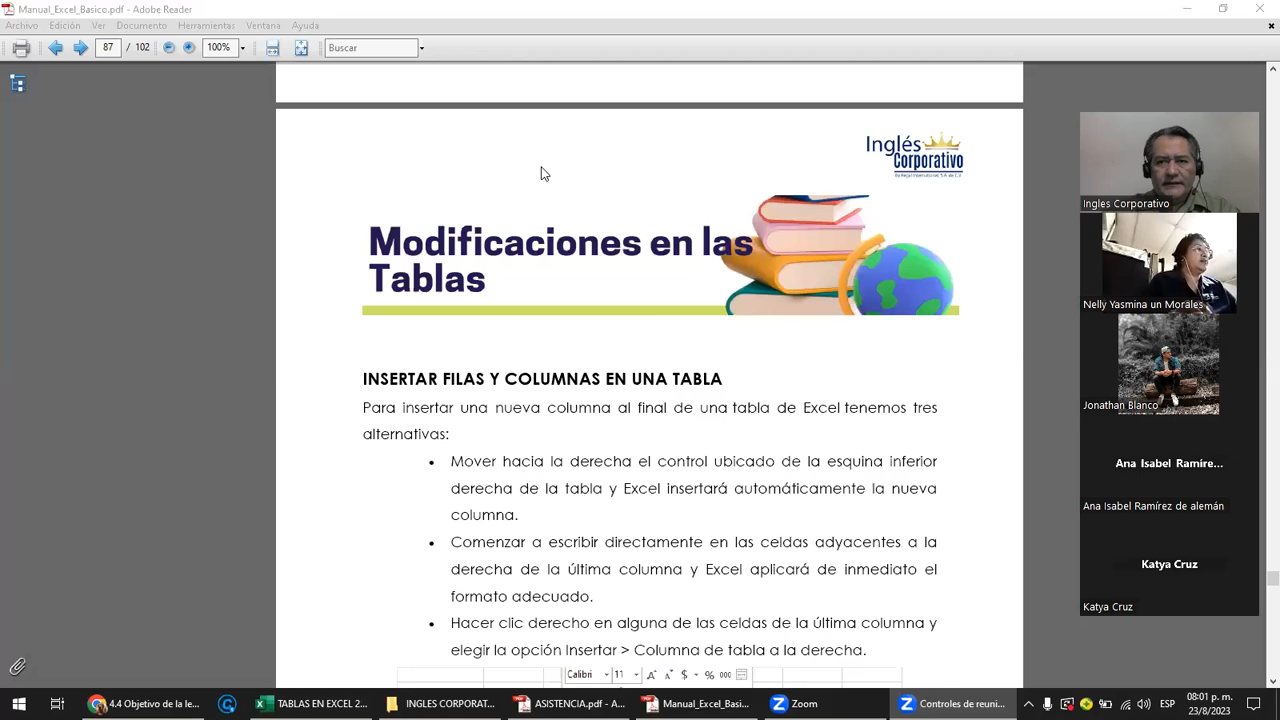 Manual_Excel_Basico.pdf - Adobe Reader
Archivo Edición Ver Documento Herramientas Ventana Ayuda
87 / 102 100% Buscar
Inglés
Corporativo
Modificaciones en las
Tablas
INSERTAR FILAS Y COLUMNAS EN UNA TABLA
Para insertar una nueva columna al final de una tabla de Excel tenemos tres
alternativas:
• Mover hacia la derecha el control ubicado de la esquina inferior
derecha de la tabla y Excel insertará automáticamente la nueva
columna.
• Comenzar a escribir directamente en las celdas adyacentes a la
derecha de la última columna y Excel aplicará de inmediato el
formato adecuado.
• Hacer clic derecho en alguna de las celdas de la última columna y
elegir la opción Insertar > Columna de tabla a la derecha.
Calibri 11 A A $ % 000
Ingles Corporativo
Nelly Yasmina un Morales
Jonathan Blanco
Ana Isabel Ramíre...
Ana Isabel Ramírez de alemán
Katya Cruz
Katya Cruz
4.4 Objetivo de la le... TABLAS EN EXCEL 2... INGLES CORPORAT... ASISTENCIA.pdf - A... Manual_Excel_Basi... Zoom Controles de reuni... ESP
08:01 p. m.
23/8/2023